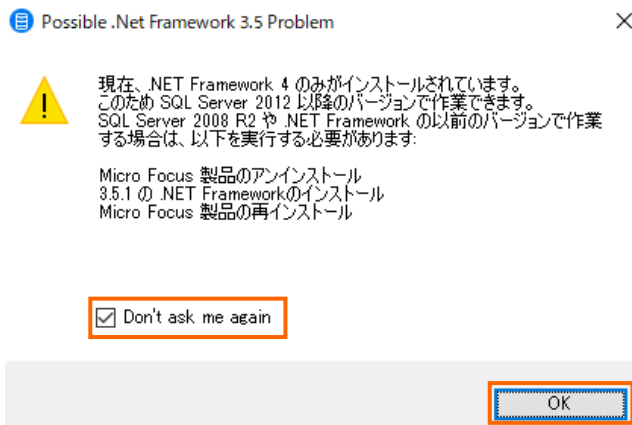 Possible .Net Framework 3.5 Problem
現在、.NET Framework 4 のみがインストールされています。
このため SQL Server 2012 以降のバージョンで作業できます。
SQL Server 2008 R2 や .NET Framework の以前のバージョンで作業
する場合は、以下を実行する必要があります:
Micro Focus 製品のアンインストール
3.5.1 の .NET Frameworkのインストール
Micro Focus 製品の再インストール
Don't ask me again
OK